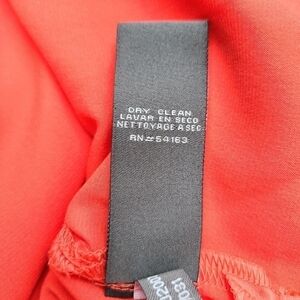 DRY CLEAN
LAVAR EN SECO
NETTOYAGE A SEC
RN# 54163